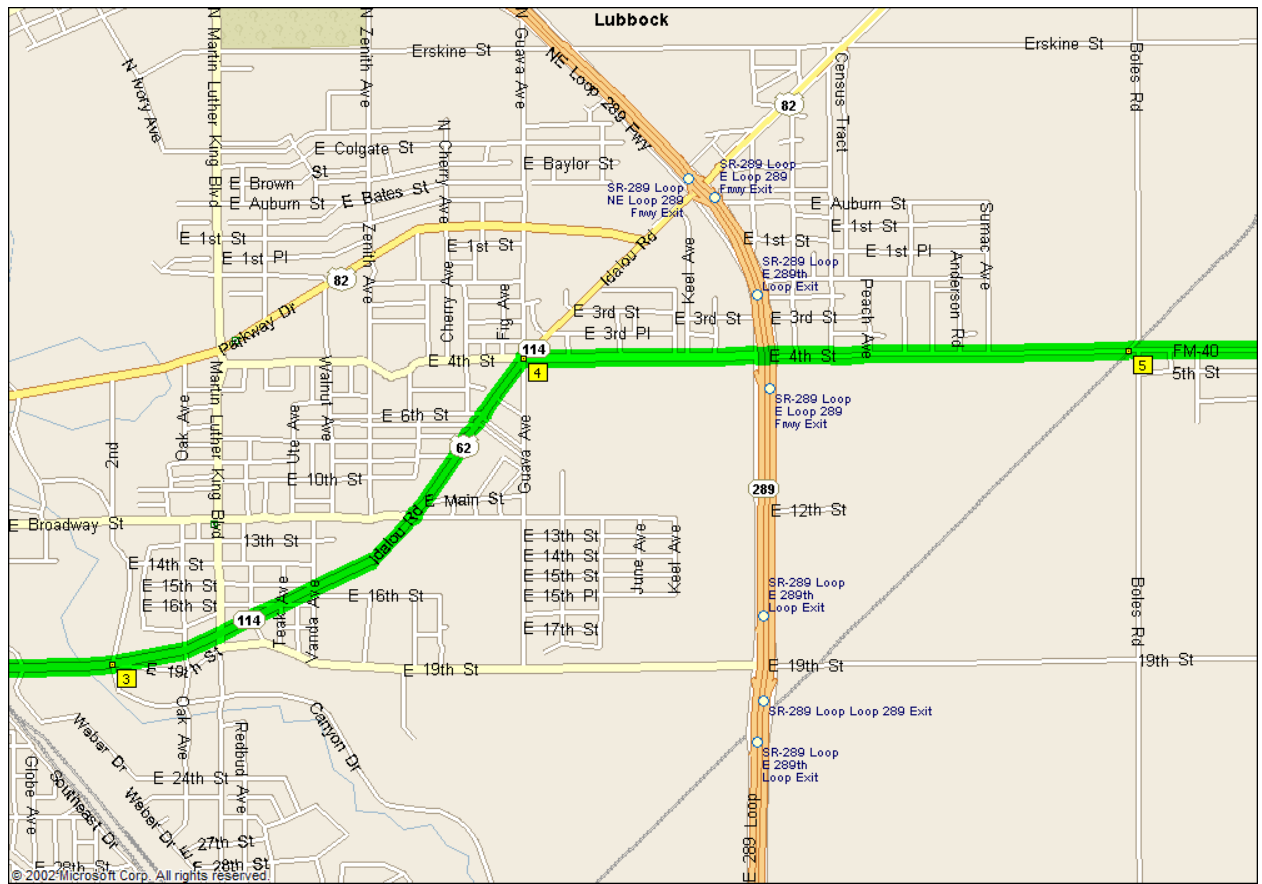 Lubbock
Erskine St
Erskine St
N Ivory Ave
N Martin Luther King Blvd
N Zenith Ave
N Guava Ave
NE Loop 289 Fwy
82
Census Tract
Boles Rd
E Colgate St
N Cherry Ave
E Baylor St
E Brown St
E Bates St
E Auburn St
SR-289 Loop
NE Loop 289
Frwy Exit
SR-289 Loop
E Loop 289
Frwy Exit
E Auburn St
E 1st St
E 1st St
E 1st St
E 1st St
E 1st Pl
E 1st Pl
Zenith Ave
Idalou Rd
Keel Ave
Sumac Ave
SR-289 Loop
E 289th
Loop Exit
82
Parkway Dr
Cherry Ave
Fig Ave
E 3rd St
E 3rd Pl
E 3rd St
E 3rd St
Peach Ave
Anderson Rd
114
E 4th St
E 4th St
FM-40
4
5
5th St
Martin Luther King Blvd
Walnut Ave
Oak Ave
Ute Ave
E 6th St
SR-289 Loop
E Loop 289
Frwy Exit
2nd
62
Guava Ave
E 10th St
289
E Main St
E 12th St
E Broadway St
Idalou Rd
13th St
E 13th St
E 14th St
E 14th St
E 15th St
E 15th St
E 15th Pl
E 16th St
E 16th St
E 17th St
June Ave
Keel Ave
Teak Ave
Vanda Ave
SR-289 Loop
E 289th
Loop Exit
Boles Rd
114
E 19th St
E 19th St
E 19th St
19th St
3
Oak Ave
SR-289 Loop Loop 289 Exit
Weber Dr
Redbud Ave
Canyon Dr
SR-289 Loop
E 289th
Loop Exit
Globe Ave
Southeast Dr
E 24th St
Weber Dr
E 289 Loop
27th St
E 28th St
E 28th St
© 2002 Microsoft Corp. All rights reserved.